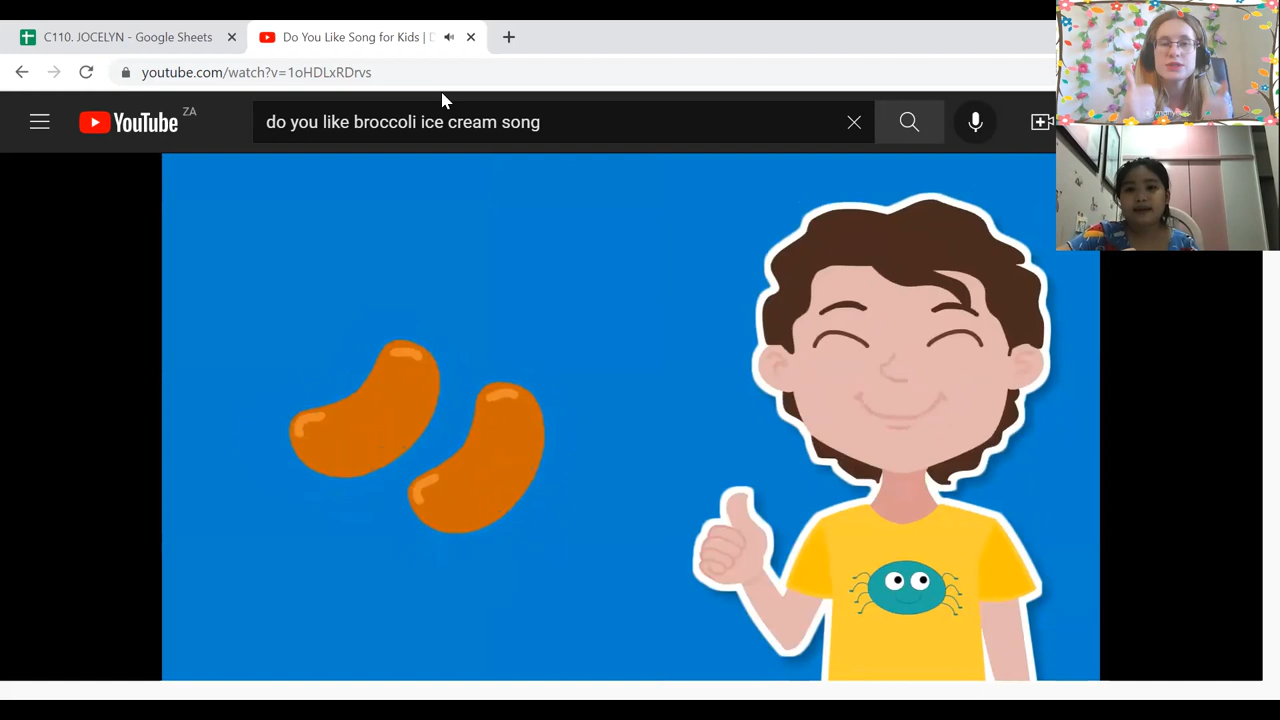 C110. JOCELYN - Google Sheets
Do You Like Song for Kids |
youtube.com/watch?v=1oHDLxRDrvs
YouTube ZA
do you like broccoli ice cream song